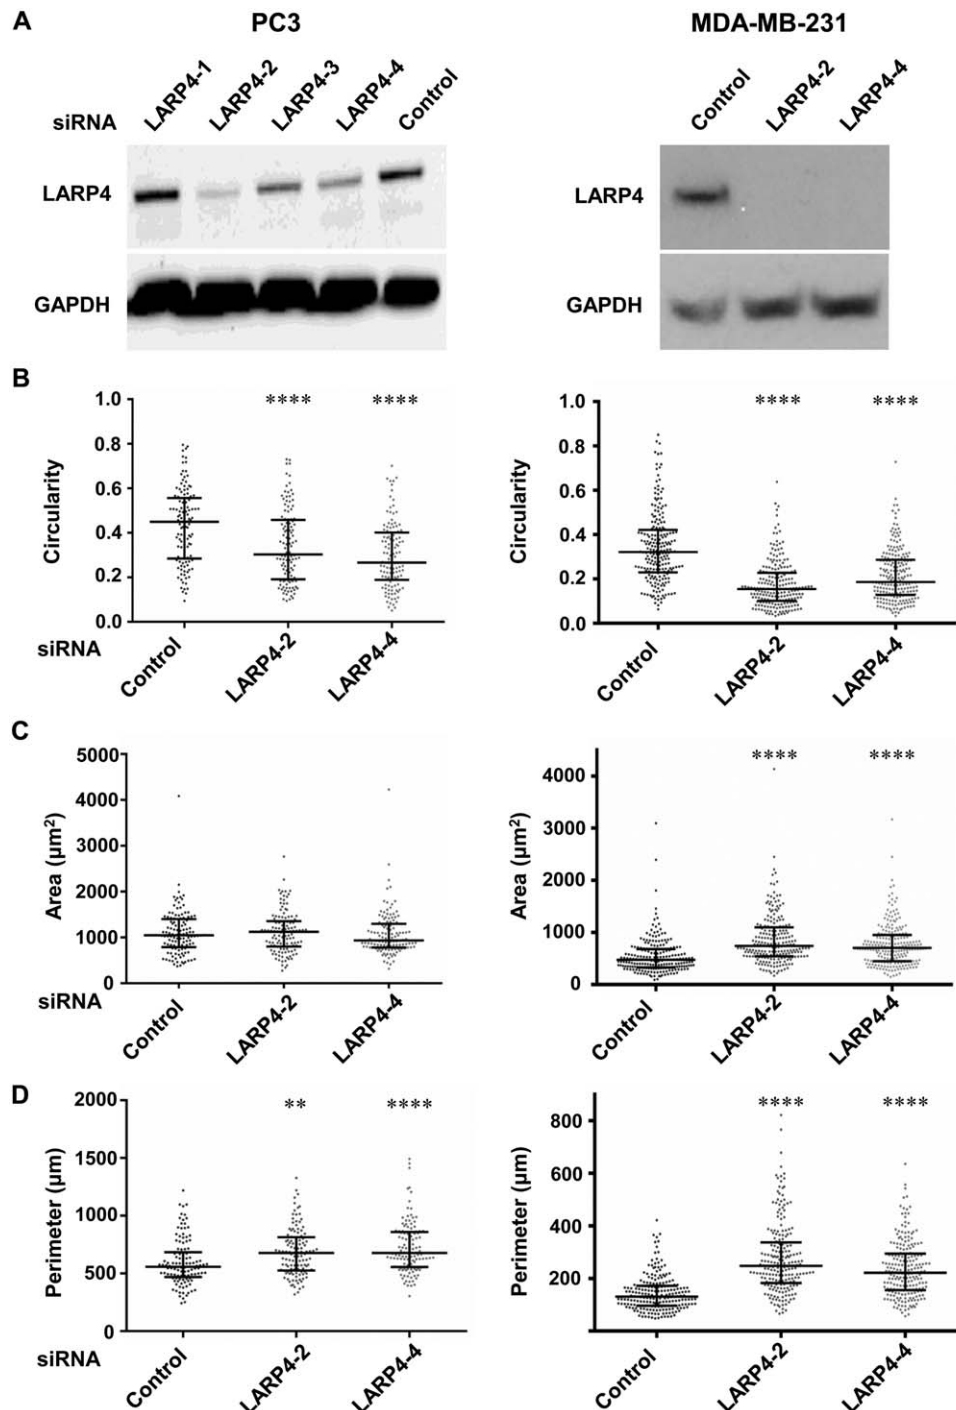 A PC3 MDA-MB-231
siRNA LARP4-1 LARP4-2 LARP4-3 LARP4-4 Control Control LARP4-2 LARP4-4
LARP4 LARP4
GAPDH GAPDH
B
**** **** **** ****
Circularity Circularity
1.0 1.0
0.8 0.8
0.6 0.6
0.4 0.4
0.2 0.2
0.0 0.0
siRNA Control LARP4-2 LARP4-4 Control LARP4-2 LARP4-4
C
**** ****
Area (µm²) Area (µm²)
5000
4000 4000
3000 3000
2000 2000
1000 1000
0 0
siRNA Control LARP4-2 LARP4-4 Control LARP4-2 LARP4-4
D
** **** **** ****
Perimeter (µm) Perimeter (µm)
2000 800
1500 600
1000 400
500 200
0
siRNA Control LARP4-2 LARP4-4 Control LARP4-2 LARP4-4